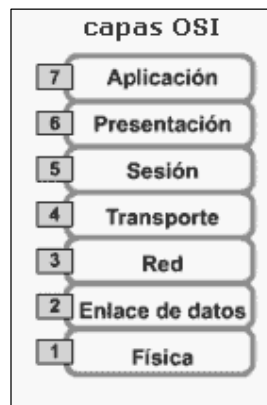 capas OSI
7 Aplicación
6 Presentación
5 Sesión
4 Transporte
3 Red
2 Enlace de datos
1 Física